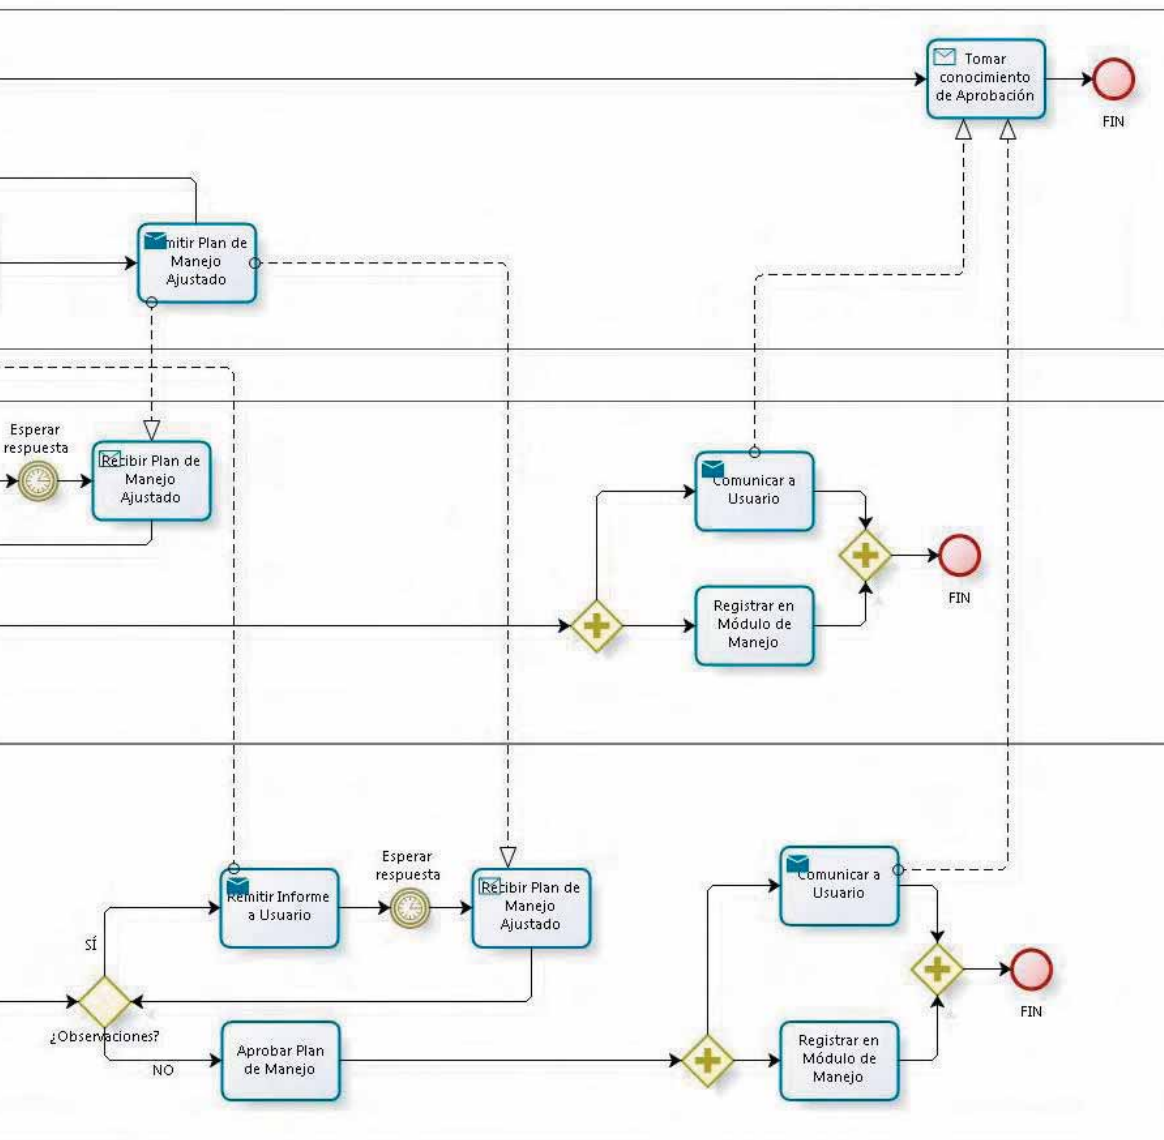 Tomar
conocimiento
de Aprobación
FIN
mitir Plan de
Manejo
Ajustado
Esperar
respuesta
Recibir Plan de
Manejo
Ajustado
Comunicar a
Usuario
FIN
Registrar en
Módulo de
Manejo
Esperar
respuesta
Remitir Informe
a Usuario
Recibir Plan de
Manejo
Ajustado
Comunicar a
Usuario
SÍ
¿Observaciones?
NO
Aprobar Plan
de Manejo
Registrar en
Módulo de
Manejo
FIN